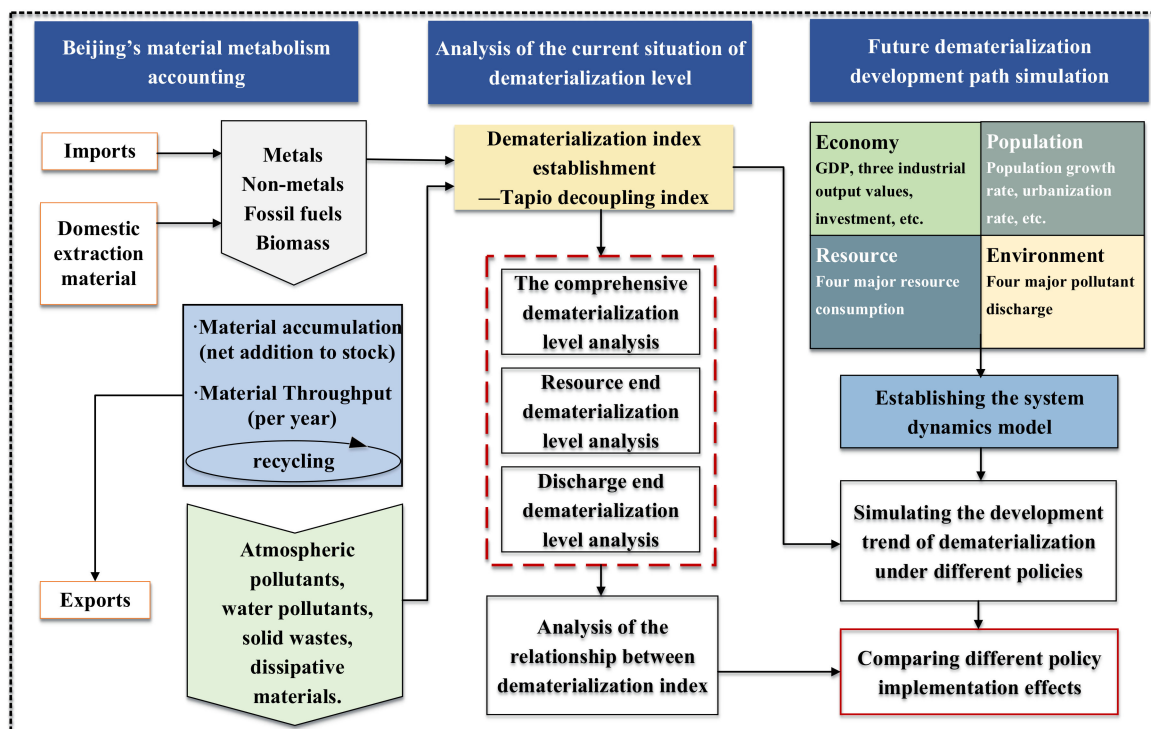 Beijing's material metabolism
accounting
Imports
Domestic
extraction
material
Metals
Non-metals
Fossil fuels
Biomass
·Material accumulation
(net addition to stock)
·Material Throughput
(per year)
recycling
Exports
Atmospheric
pollutants,
water pollutants,
solid wastes,
dissipative
materials.
Analysis of the current situation of
dematerialization level
Dematerialization index
establishment
—Tapio decoupling index
The comprehensive
dematerialization
level analysis
Resource end
dematerialization
level analysis
Discharge end
dematerialization
level analysis
Analysis of the
relationship between
dematerialization index
Future dematerialization
development path simulation
Economy
GDP, three industrial
output values,
investment, etc.
Population
Population growth
rate, urbanization
rate, etc.
Resource
Four major resource
consumption
Environment
Four major pollutant
discharge
Establishing the system
dynamics model
Simulating the development
trend of dematerialization
under different policies
Comparing different policy
implementation effects